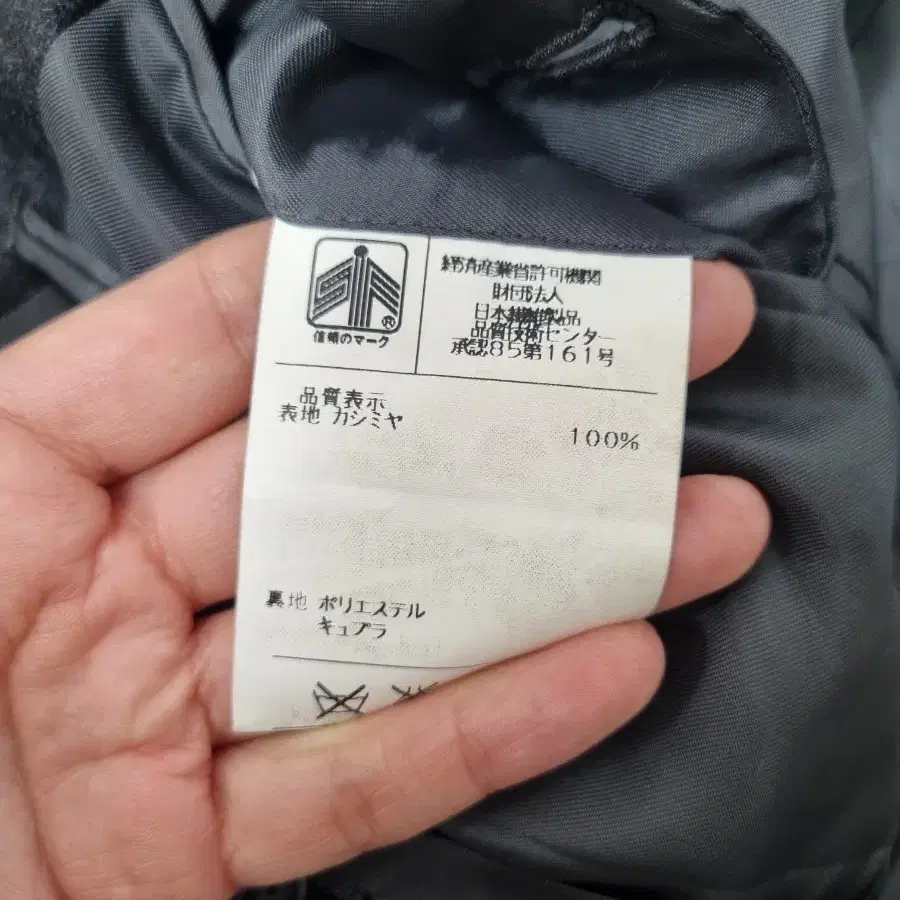 SIF
®
信頼のマーク
経済産業省許可機関
財団法人
日本繊維製品
品質技術センター
承認85第161号
品質表示
表地 カシミヤ 100%
裏地 ポリエステル
キュプラ